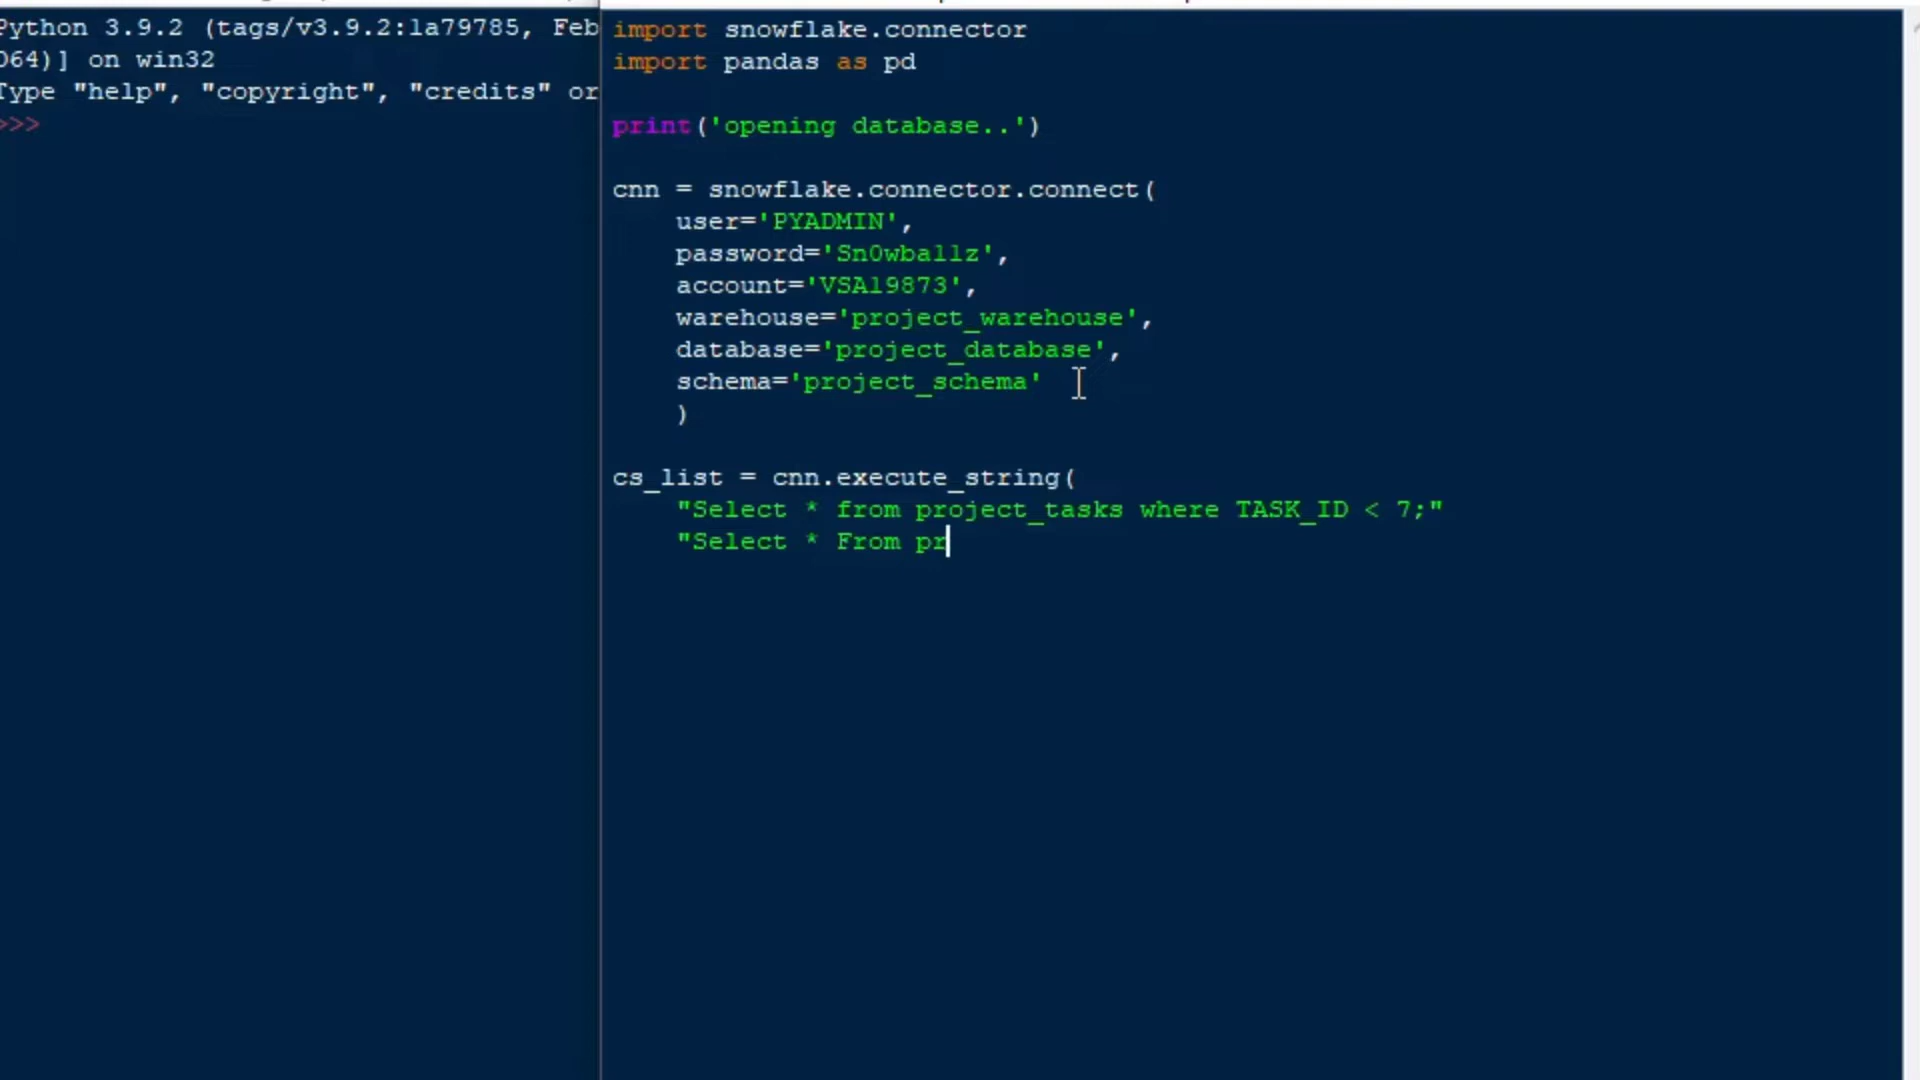 Python 3.9.2 (tags/v3.9.2:1a79785, Feb
064)] on win32
Type "help", "copyright", "credits" or
>>>
import snowflake.connector
import pandas as pd
print('opening database..')
cnn = snowflake.connector.connect(
user='PYADMIN',
password='Sn0wballz',
account='VSA19873',
warehouse='project_warehouse',
database='project_database',
schema='project_schema'
)
cs_list = cnn.execute_string(
"Select * from project_tasks where TASK_ID < 7;"
"Select * From pr